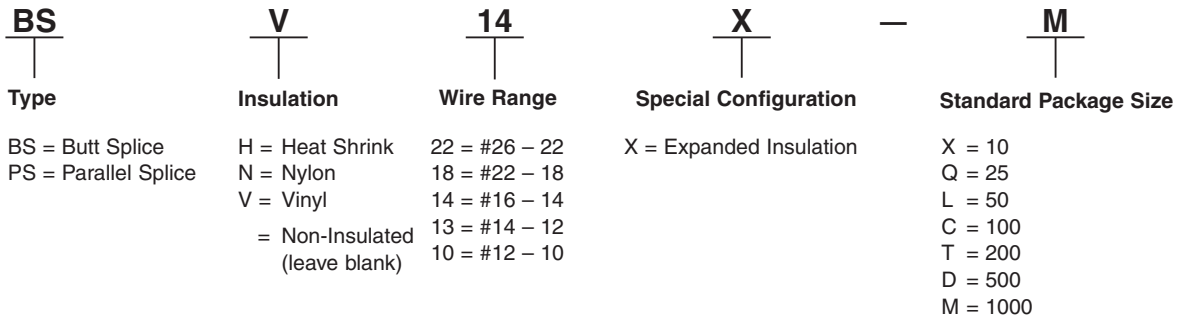 BS V 14 X — M
Type Insulation Wire Range Special Configuration Standard Package Size
BS = Butt Splice H = Heat Shrink 22 = #26 – 22 X = Expanded Insulation X = 10
PS = Parallel Splice N = Nylon 18 = #22 – 18 Q = 25
V = Vinyl 14 = #16 – 14 L = 50
= Non-Insulated 13 = #14 – 12 C = 100
(leave blank) 10 = #12 – 10 T = 200
D = 500
M = 1000